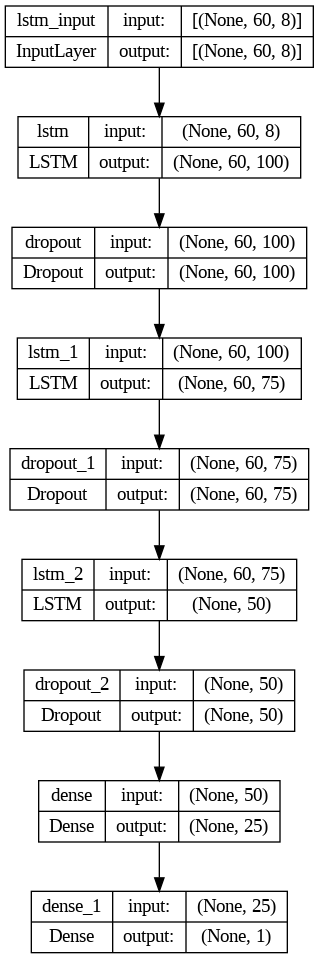 lstm_input input: [(None, 60, 8)]
InputLayer output: [(None, 60, 8)]
lstm input: (None, 60, 8)
LSTM output: (None, 60, 100)
dropout input: (None, 60, 100)
Dropout output: (None, 60, 100)
lstm_1 input: (None, 60, 100)
LSTM output: (None, 60, 75)
dropout_1 input: (None, 60, 75)
Dropout output: (None, 60, 75)
lstm_2 input: (None, 60, 75)
LSTM output: (None, 50)
dropout_2 input: (None, 50)
Dropout output: (None, 50)
dense input: (None, 50)
Dense output: (None, 25)
dense_1 input: (None, 25)
Dense output: (None, 1)